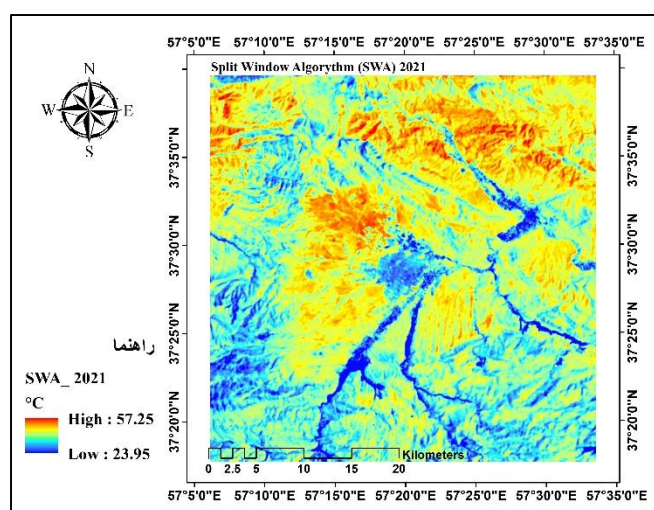 57°5'0"E 57°10'0"E 57°15'0"E 57°20'0"E 57°25'0"E 57°30'0"E 57°35'0"E
Split Window Algorythm (SWA) 2021
N
W E
S
37°35'0"N 37°35'0"N
37°30'0"N 37°30'0"N
37°25'0"N 37°25'0"N
راهنما
SWA_ 2021
°C
High : 57.25
Low : 23.95
37°20'0"N 37°20'0"N
Kilometers
0 2.5 5 10 15 20
57°5'0"E 57°10'0"E 57°15'0"E 57°20'0"E 57°25'0"E 57°30'0"E 57°35'0"E